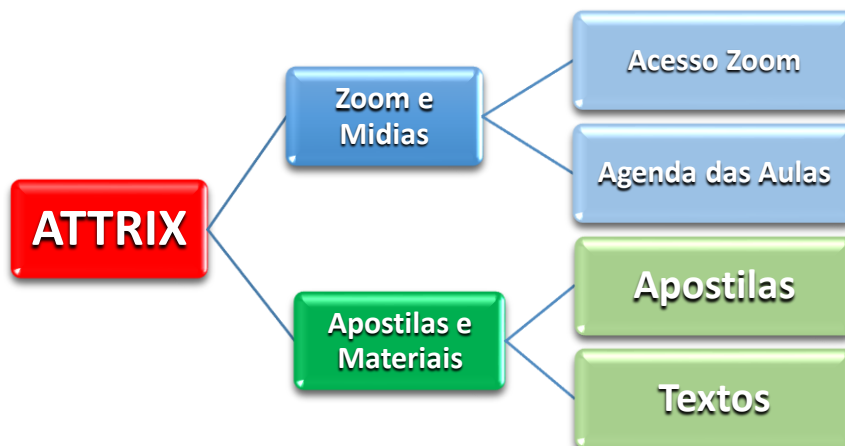 ATTRIX
Zoom e
Midias
Acesso Zoom
Agenda das Aulas
Apostilas e
Materiais
Apostilas
Textos